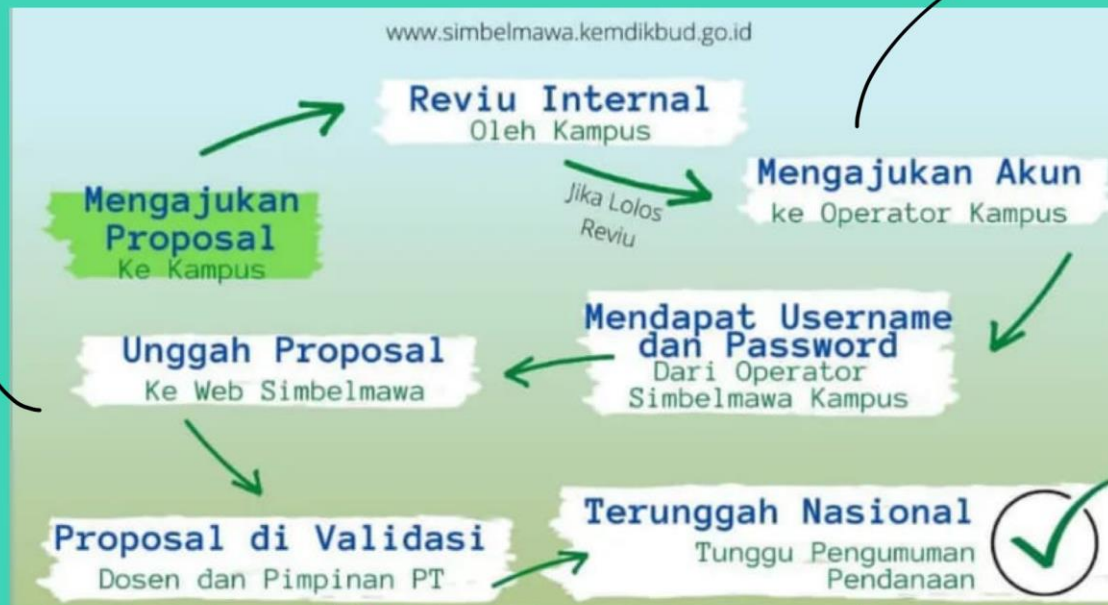 www.simbelmawa.kemdikbud.go.id
Mengajukan
Proposal
Ke Kampus
Reviu Internal
Oleh Kampus
Jika Lolos
Reviu
Mengajukan Akun
ke Operator Kampus
Mendapat Username
dan Password
Dari Operator
Simbelmawa Kampus
Unggah Proposal
Ke Web Simbelmawa
Proposal di Validasi
Dosen dan Pimpinan PT
Terunggah Nasional
Tunggu Pengumuman
Pendanaan